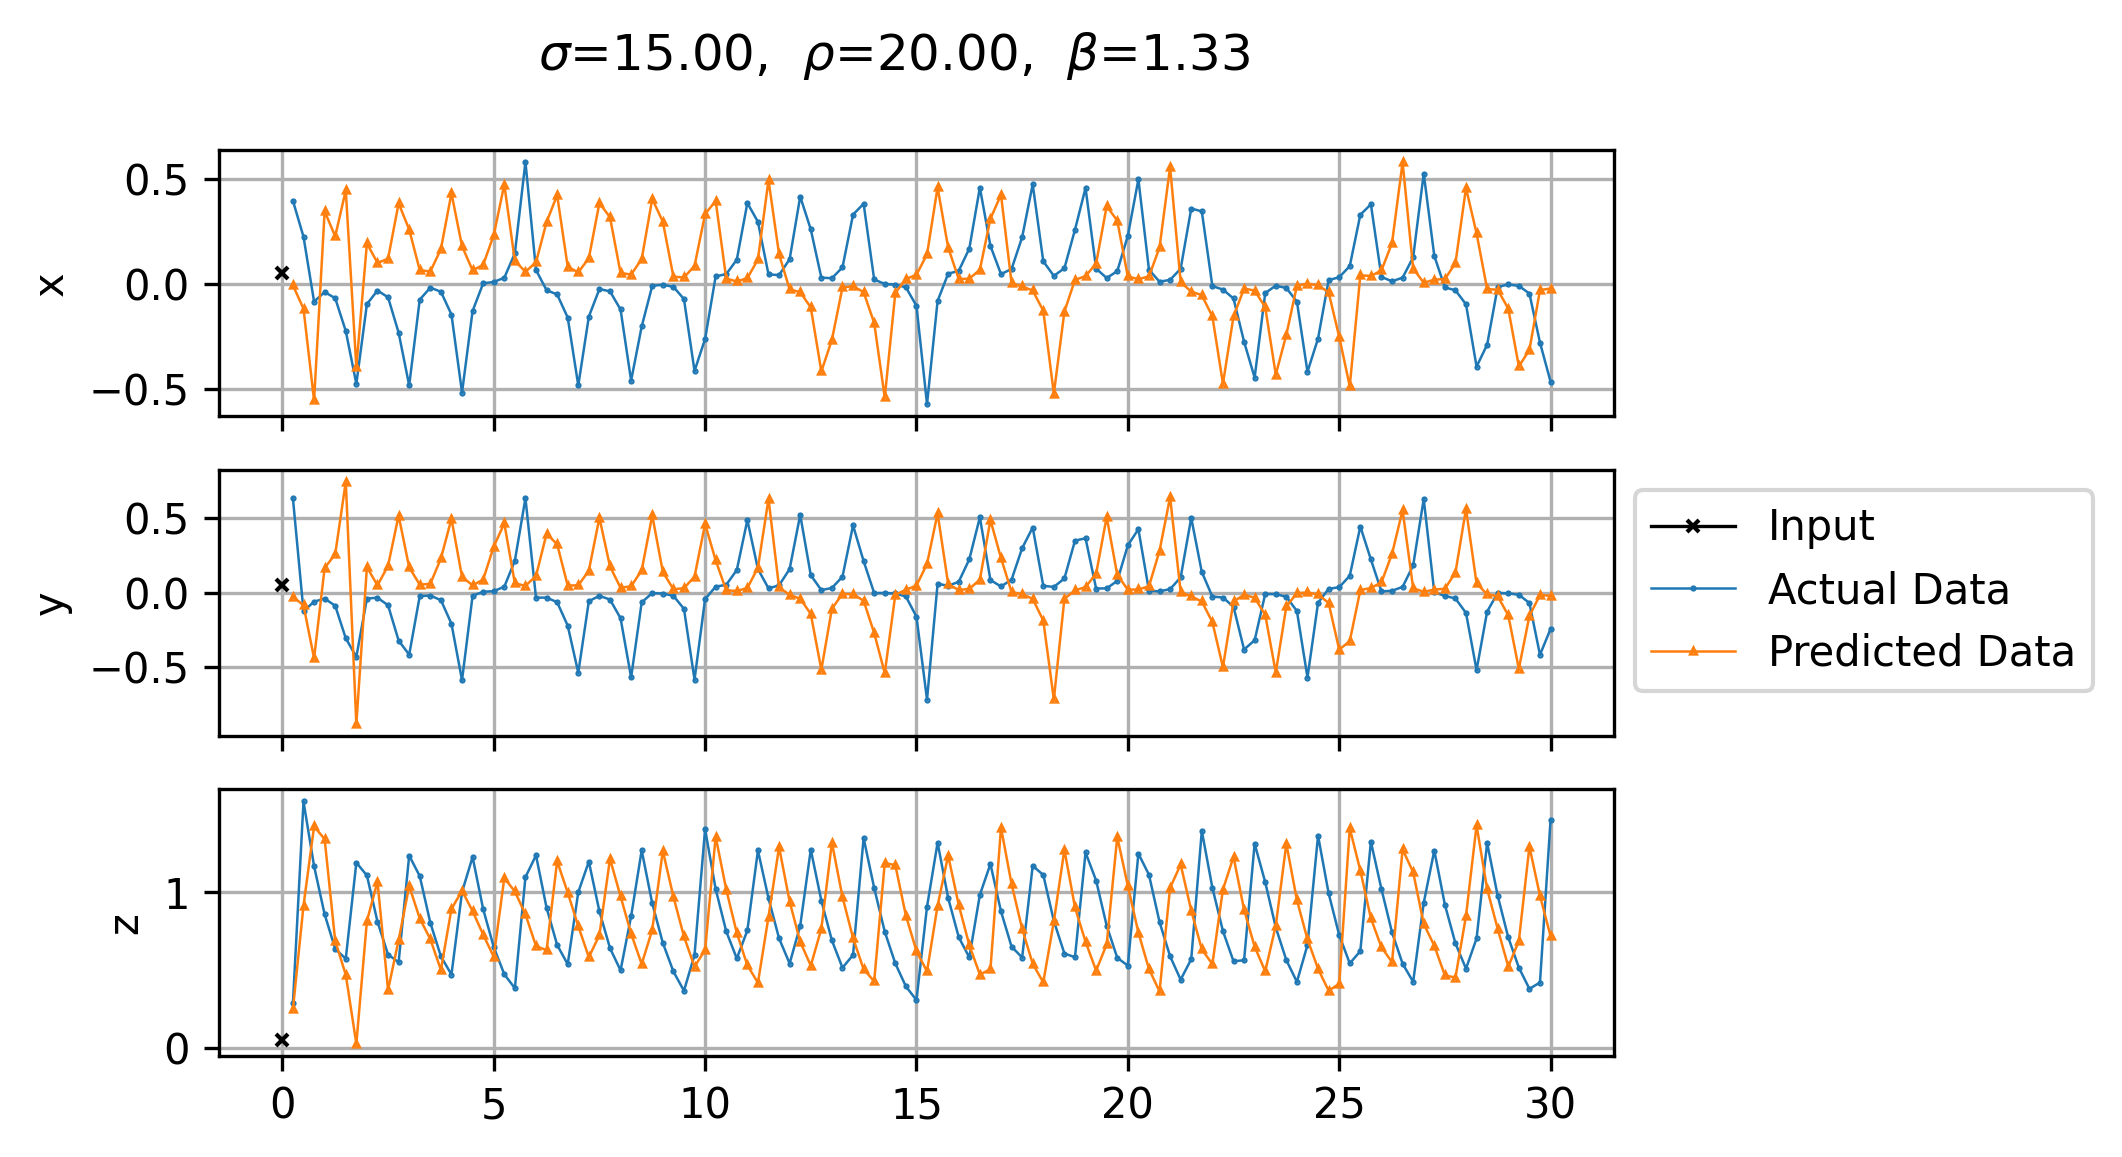 σ=15.00, ρ=20.00, β=1.33
0.5
0.0
−0.5
x
0.5
0.0
−0.5
y
1
0
z
0 5 10 15 20 25 30
Input
Actual Data
Predicted Data